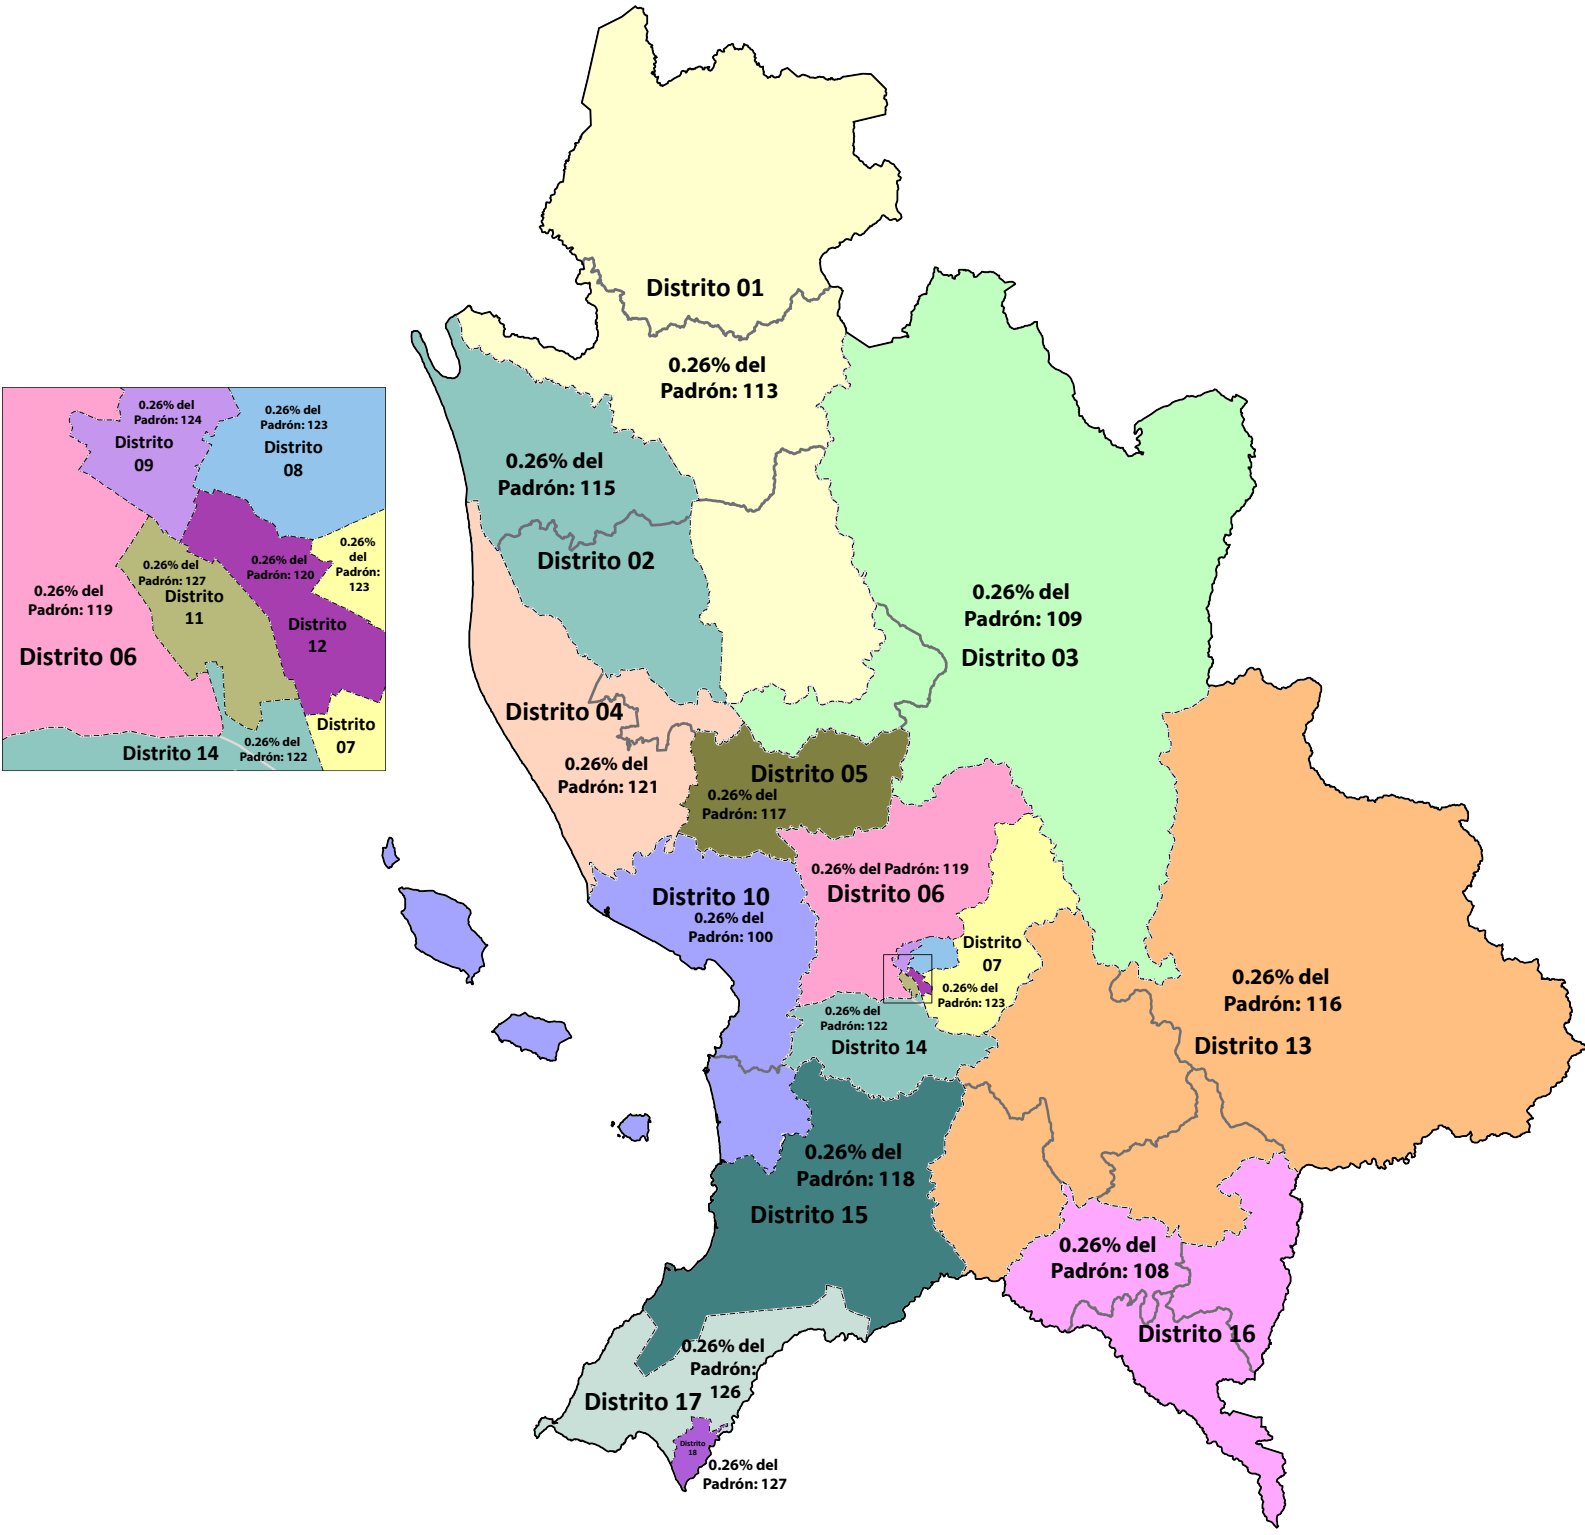 Distrito 01
0.26% del
Padrón: 113
0.26% del
Padrón: 115
Distrito 02
0.26% del
Padrón: 109
Distrito 03
Distrito 04
0.26% del
Padrón: 121
Distrito 05
0.26% del
Padrón: 117
0.26% del Padrón: 119
Distrito 06
Distrito 10
0.26% del
Padrón: 100
Distrito
07
0.26% del
Padrón: 123
0.26% del
Padrón: 122
Distrito 14
0.26% del
Padrón: 116
Distrito 13
0.26% del
Padrón: 118
Distrito 15
0.26% del
Padrón: 108
Distrito 16
0.26% del
Padrón:
126
Distrito 17
Distrito
18
0.26% del
Padrón: 127
0.26% del
Padrón: 124
Distrito
09
0.26% del
Padrón: 123
Distrito
08
0.26%
del
Padrón:
123
0.26% del
Padrón: 120
0.26% del
Padrón: 127
Distrito
11
Distrito
12
0.26% del
Padrón: 119
Distrito 06
Distrito
07
Distrito 14
0.26% del
Padrón: 122